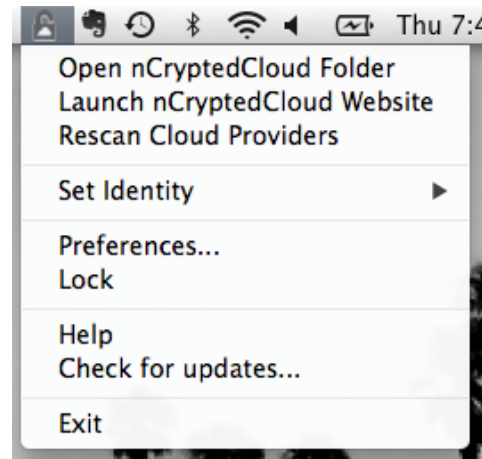 Thu 7:4
Open nCryptedCloud Folder
Launch nCryptedCloud Website
Rescan Cloud Providers
Set Identity
Preferences...
Lock
Help
Check for updates...
Exit